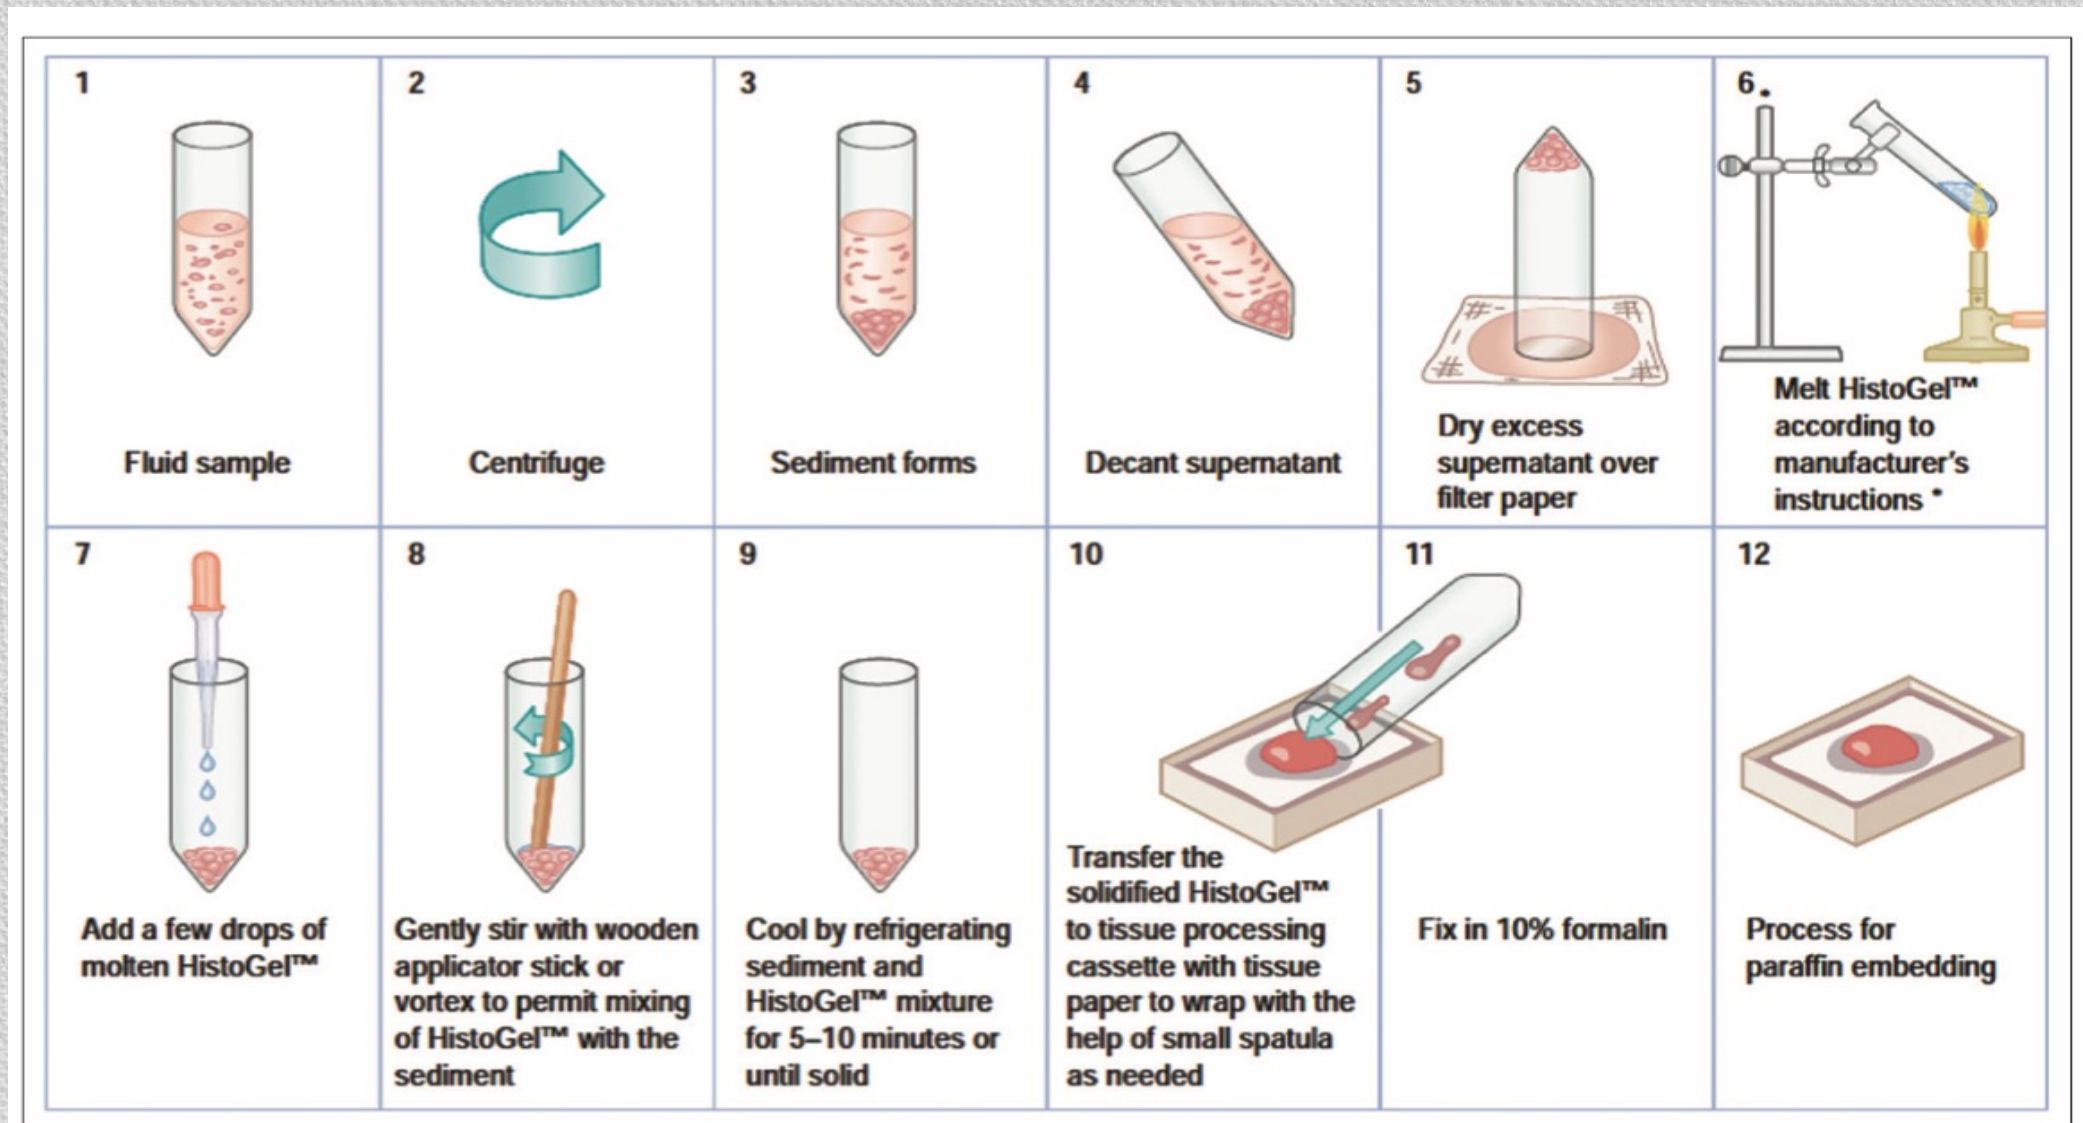 1
Fluid sample
2
Centrifuge
3
Sediment forms
4
Decant supernatant
5
Dry excess
supernatant over
filter paper
6.
Melt HistoGel™
according to
manufacturer's
instructions *
7
Add a few drops of
molten HistoGel™
8
Gently stir with wooden
applicator stick or
vortex to permit mixing
of HistoGel™ with the
sediment
9
Cool by refrigerating
sediment and
HistoGel™ mixture
for 5–10 minutes or
until solid
10
Transfer the
solidified HistoGel™
to tissue processing
cassette with tissue
paper to wrap with the
help of small spatula
as needed
11
Fix in 10% formalin
12
Process for
paraffin embedding